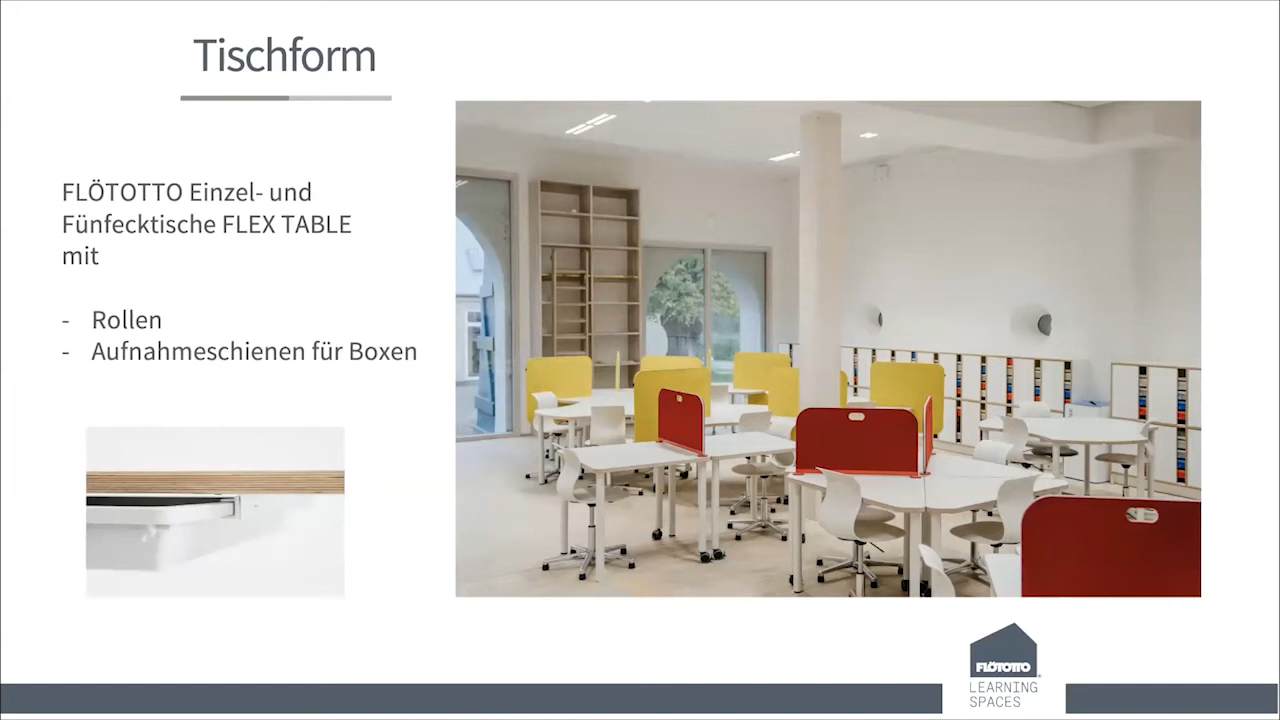 Tischform
FLÖTOTTO Einzel- und
Fünfecktische FLEX TABLE
mit
- Rollen
- Aufnahmeschienen für Boxen
FLÖTOTTO
LEARNING
SPACES